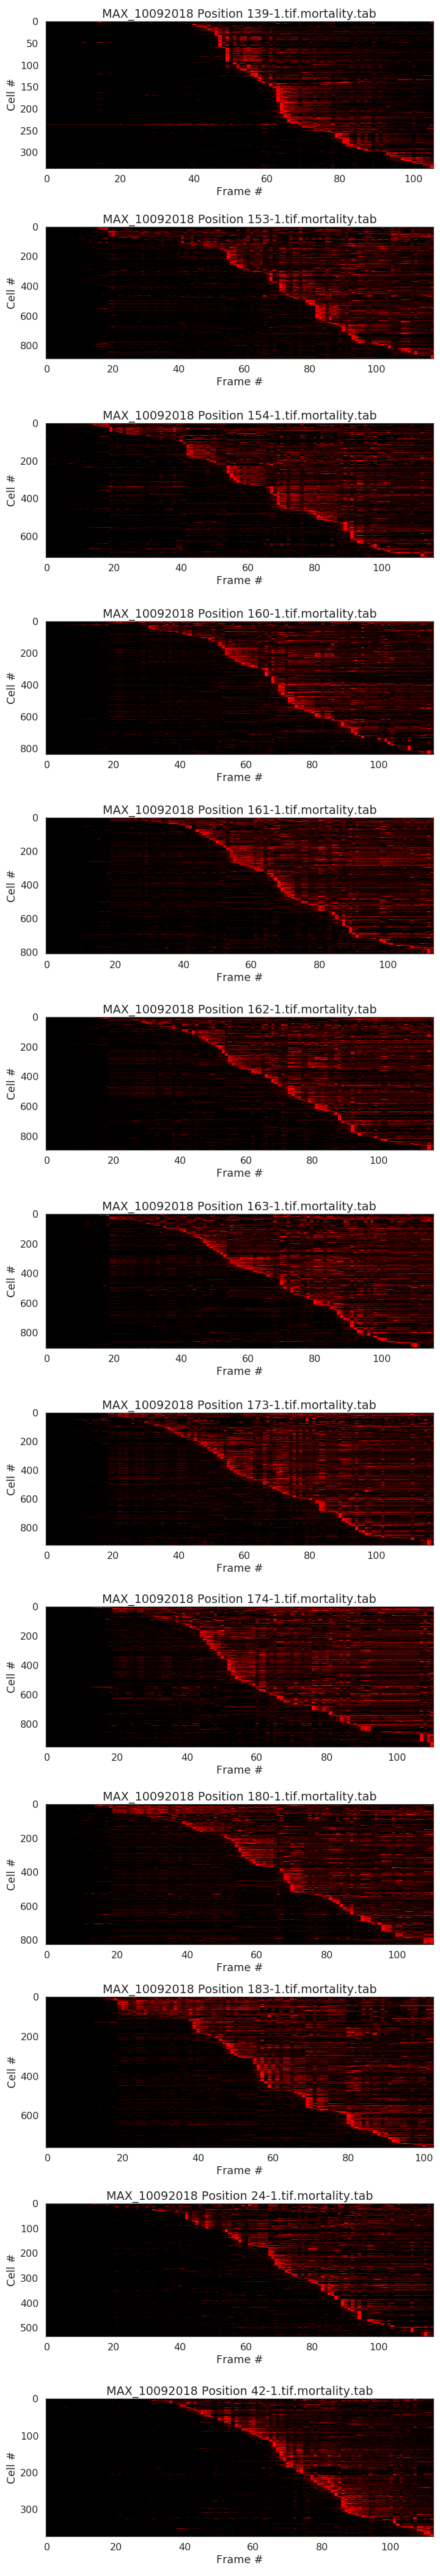 MAX_10092018 Position 139-1.tif.mortality.tab
0
50
100
150
200
250
300
Cell #
0 20 40 60 80 100
Frame #
MAX_10092018 Position 153-1.tif.mortality.tab
0
200
400
600
800
Cell #
0 20 40 60 80 100
Frame #
MAX_10092018 Position 154-1.tif.mortality.tab
0
200
400
600
Cell #
0 20 40 60 80 100
Frame #
MAX_10092018 Position 160-1.tif.mortality.tab
0
200
400
600
800
Cell #
0 20 40 60 80 100
Frame #
MAX_10092018 Position 161-1.tif.mortality.tab
0
200
400
600
800
Cell #
0 20 40 60 80 100
Frame #
MAX_10092018 Position 162-1.tif.mortality.tab
0
200
400
600
800
Cell #
0 20 40 60 80 100
Frame #
MAX_10092018 Position 163-1.tif.mortality.tab
0
200
400
600
800
Cell #
0 20 40 60 80 100
Frame #
MAX_10092018 Position 173-1.tif.mortality.tab
0
200
400
600
800
Cell #
0 20 40 60 80 100
Frame #
MAX_10092018 Position 174-1.tif.mortality.tab
0
200
400
600
800
Cell #
0 20 40 60 80 100
Frame #
MAX_10092018 Position 180-1.tif.mortality.tab
0
200
400
600
800
Cell #
0 20 40 60 80 100
Frame #
MAX_10092018 Position 183-1.tif.mortality.tab
0
200
400
600
Cell #
0 20 40 60 80 100
Frame #
MAX_10092018 Position 24-1.tif.mortality.tab
0
100
200
300
400
500
Cell #
0 20 40 60 80 100
Frame #
MAX_10092018 Position 42-1.tif.mortality.tab
0
100
200
300
Cell #
0 20 40 60 80 100
Frame #